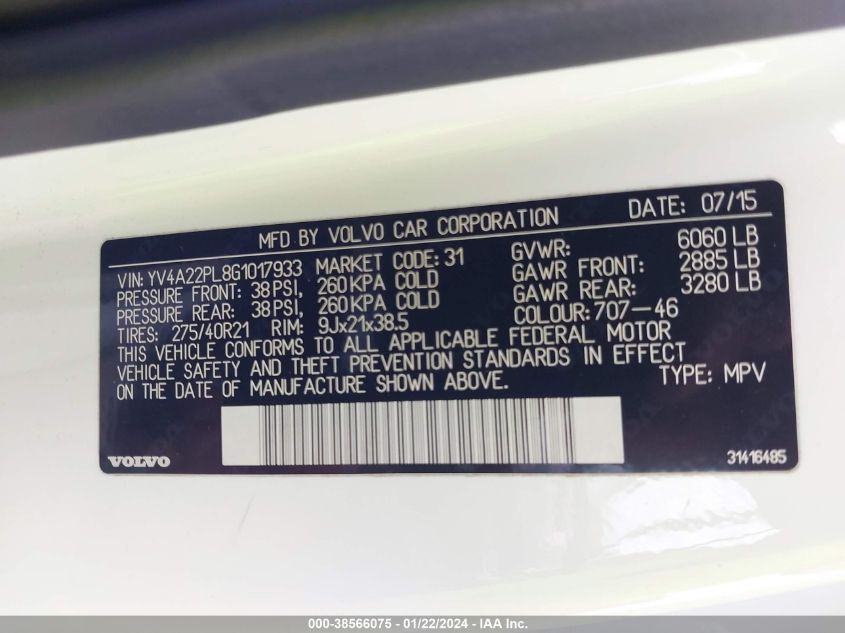 MFD BY VOLVO CAR CORPORATION DATE: 07/15
VIN: YV4A22PL8G1017933 MARKET CODE: 31 GVWR: 6060 LB
PRESSURE FRONT: 38 PSI, 260 KPA COLD GAWR FRONT: 2885 LB
PRESSURE REAR: 38 PSI, 260 KPA COLD GAWR REAR: 3280 LB
TIRES: 275/40R21 RIM: 9Jx21x38.5 COLOUR: 707-46
THIS VEHICLE CONFORMS TO ALL APPLICABLE FEDERAL MOTOR
VEHICLE SAFETY AND THEFT PREVENTION STANDARDS IN EFFECT
ON THE DATE OF MANUFACTURE SHOWN ABOVE. TYPE: MPV
VOLVO 31416485
000-38566075 - 01/22/2024 - IAA Inc.